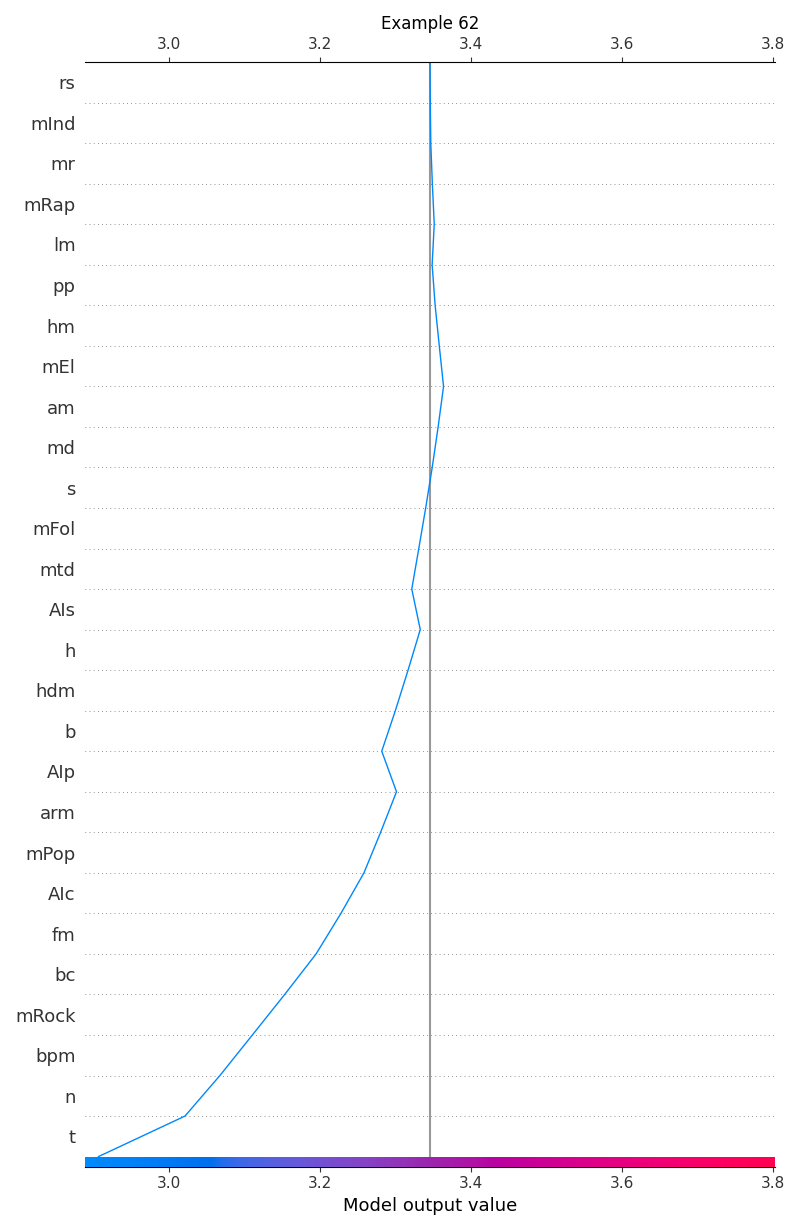 Example 62
3.0 3.2 3.4 3.6 3.8
rs
mInd
mr
mRap
lm
pp
hm
mEl
am
md
s
mFol
mtd
AIs
h
hdm
b
AIp
arm
mPop
AIc
fm
bc
mRock
bpm
n
t
3.0 3.2 3.4 3.6 3.8
Model output value